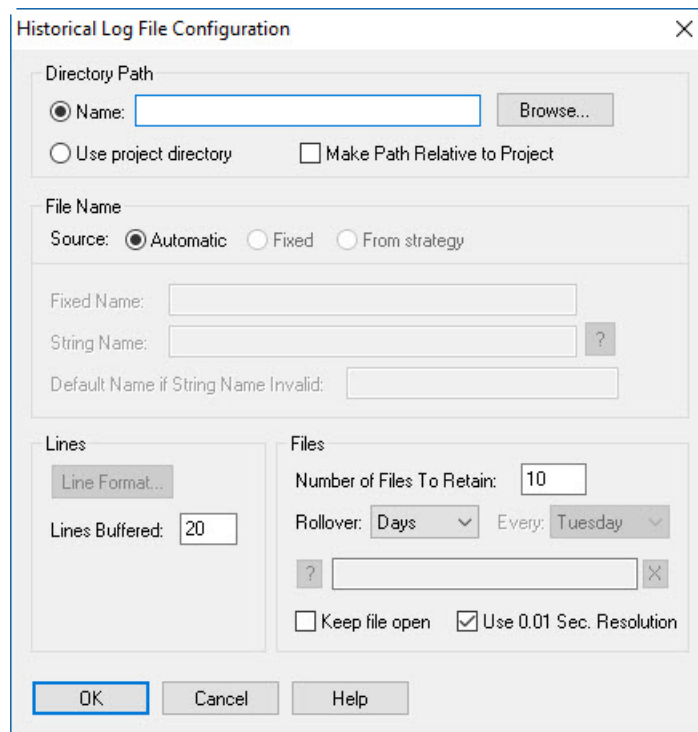 Historical Log File Configuration
Directory Path
Name: Browse...
Use project directory Make Path Relative to Project
File Name
Source: Automatic Fixed From strategy
Fixed Name:
String Name: ?
Default Name if String Name Invalid:
Lines
Line Format...
Lines Buffered: 20
Files
Number of Files To Retain: 10
Rollover: Days Every: Tuesday
? X
Keep file open Use 0.01 Sec. Resolution
OK Cancel Help